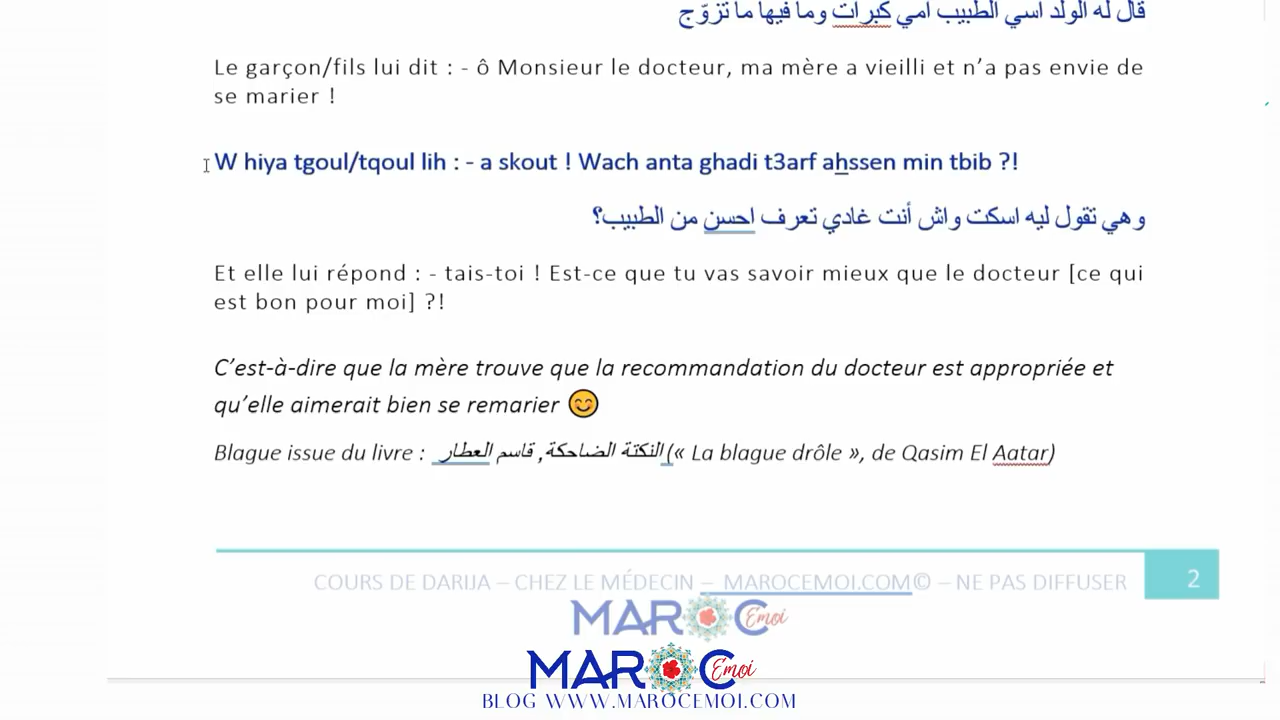 قال له الولد اسي الطبيب امي كبرات وما فيها ما تزوّج
Le garçon/fils lui dit : - ô Monsieur le docteur, ma mère a vieilli et n’a pas envie de
se marier !
W hiya tgoul/tqoul lih : - a skout ! Wach anta ghadi t3arf ahssen min tbib ?!
وهي تقول ليه اسكت واش أنت غادي تعرف احسن من الطبيب؟
Et elle lui répond : - tais-toi ! Est-ce que tu vas savoir mieux que le docteur [ce qui
est bon pour moi] ?!
C’est-à-dire que la mère trouve que la recommandation du docteur est appropriée et
qu’elle aimerait bien se remarier 😊
Blague issue du livre : النكتة الضاحكة, قاسم العطار (« La blague drôle », de Qasim El Aatar)
COURS DE DARIJA – CHEZ LE MÉDECIN – MAROCEMOI.COM© – NE PAS DIFFUSER 2
MAROC Emoi
MAROC Emoi
BLOG WWW.MAROCEMOI.COM